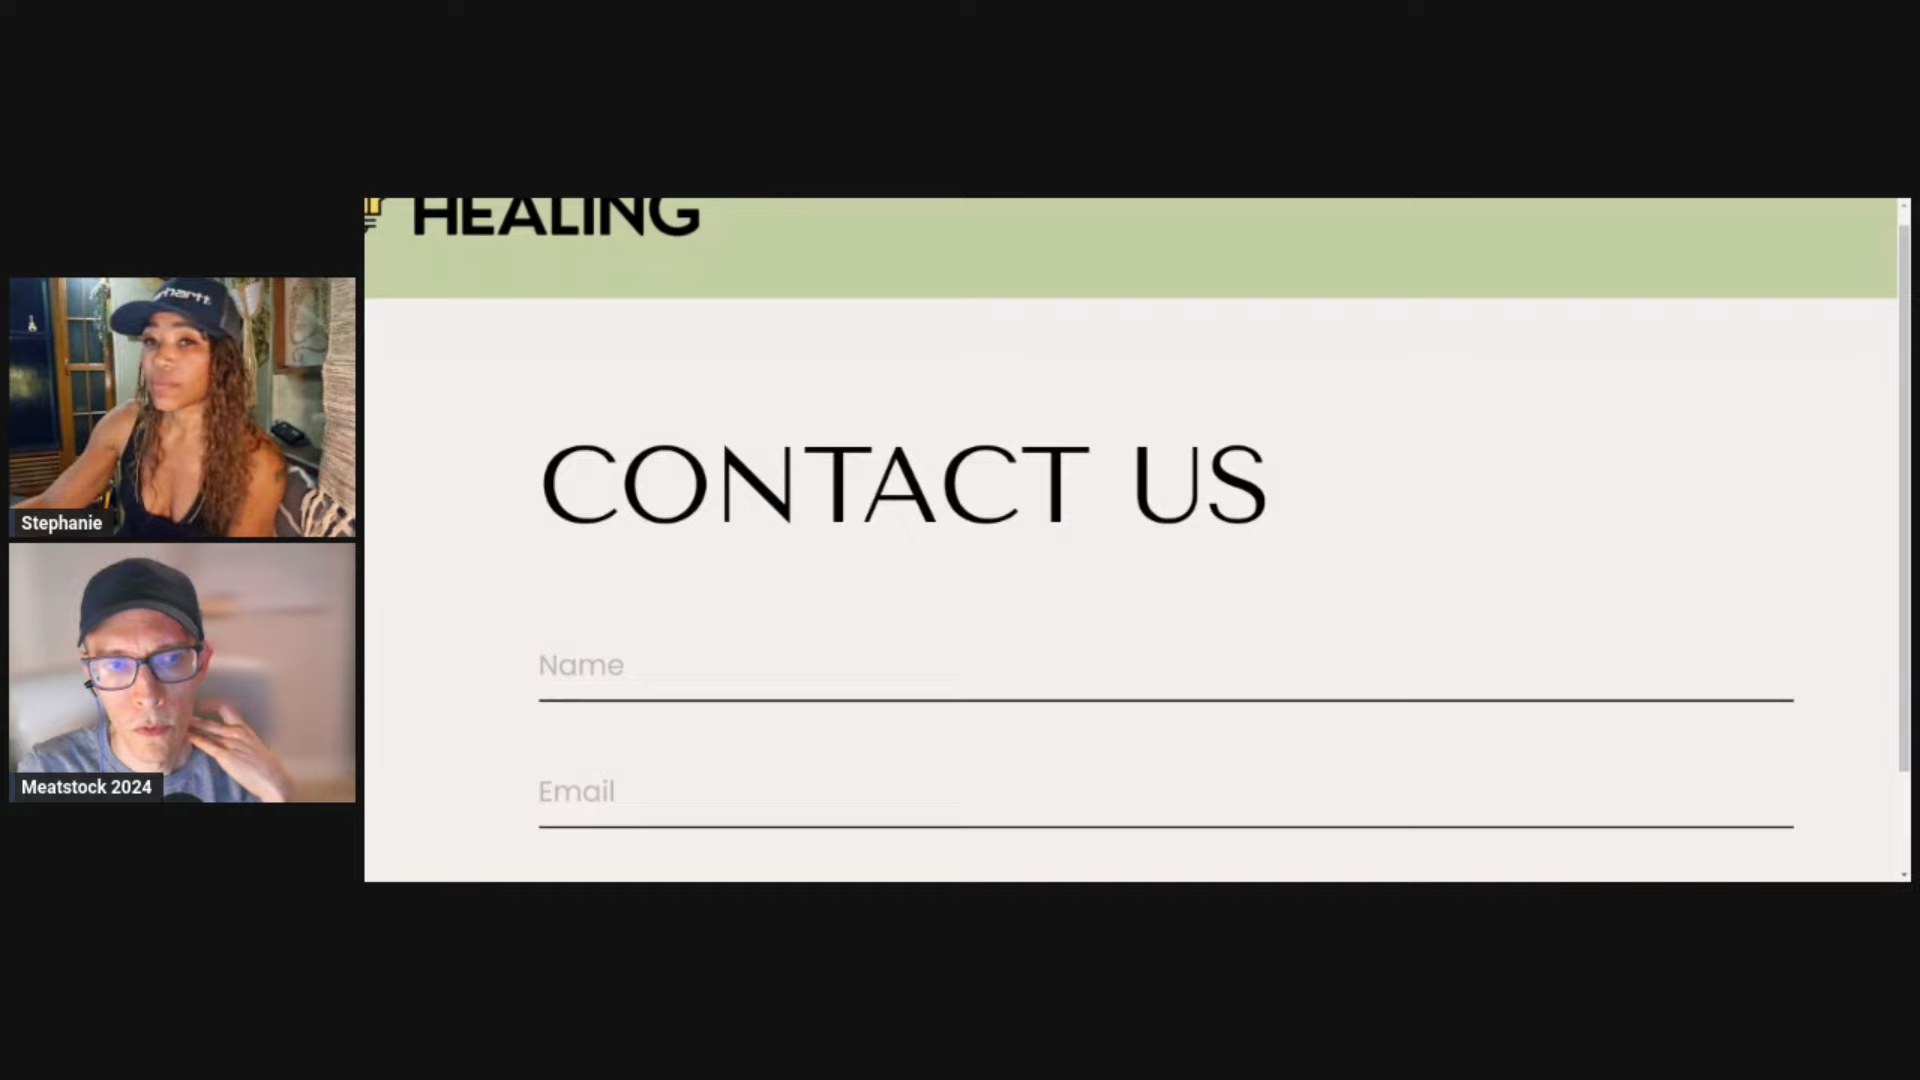 HEALING
CONTACT US
Name
Email
Stephanie
Meatstock 2024